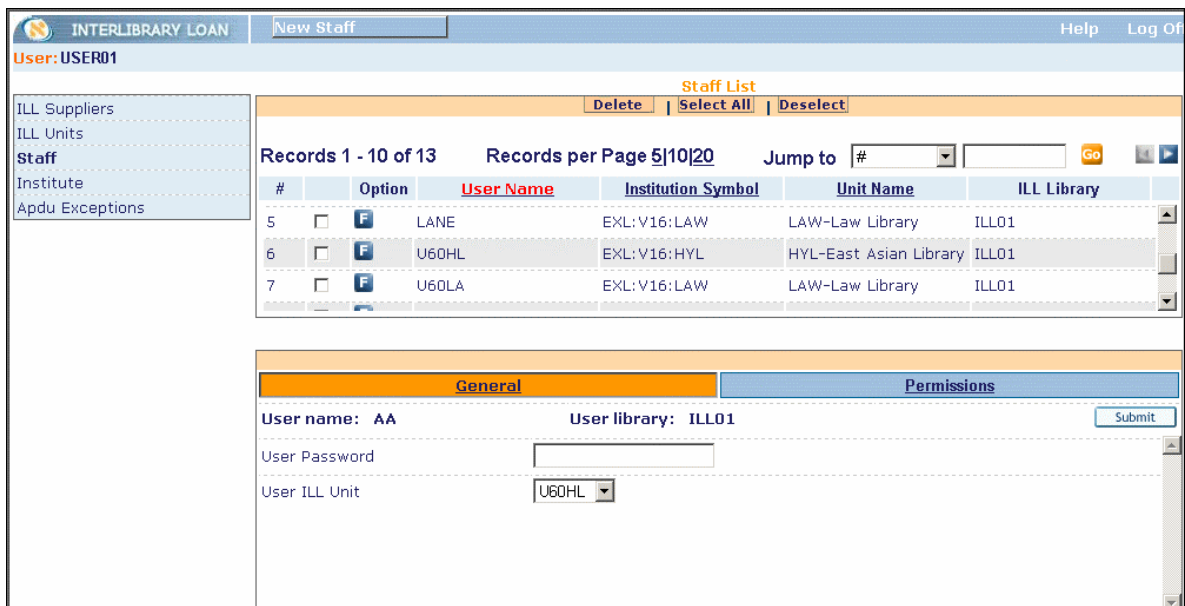 INTERLIBRARY LOAN New Staff Help Log Of
User: USER01
Staff List
Delete | Select All | Deselect
ILL Suppliers
ILL Units
Staff
Institute
Apdu Exceptions
Records 1 - 10 of 13 Records per Page 5|10|20 Jump to # Go
# Option User Name Institution Symbol Unit Name ILL Library
5 F LANE EXL:V16:LAW LAW-Law Library ILL01
6 F U60HL EXL:V16:HYL HYL-East Asian Library ILL01
7 F U60LA EXL:V16:LAW LAW-Law Library ILL01
General Permissions
User name: AA User library: ILL01 Submit
User Password
User ILL Unit U60HL